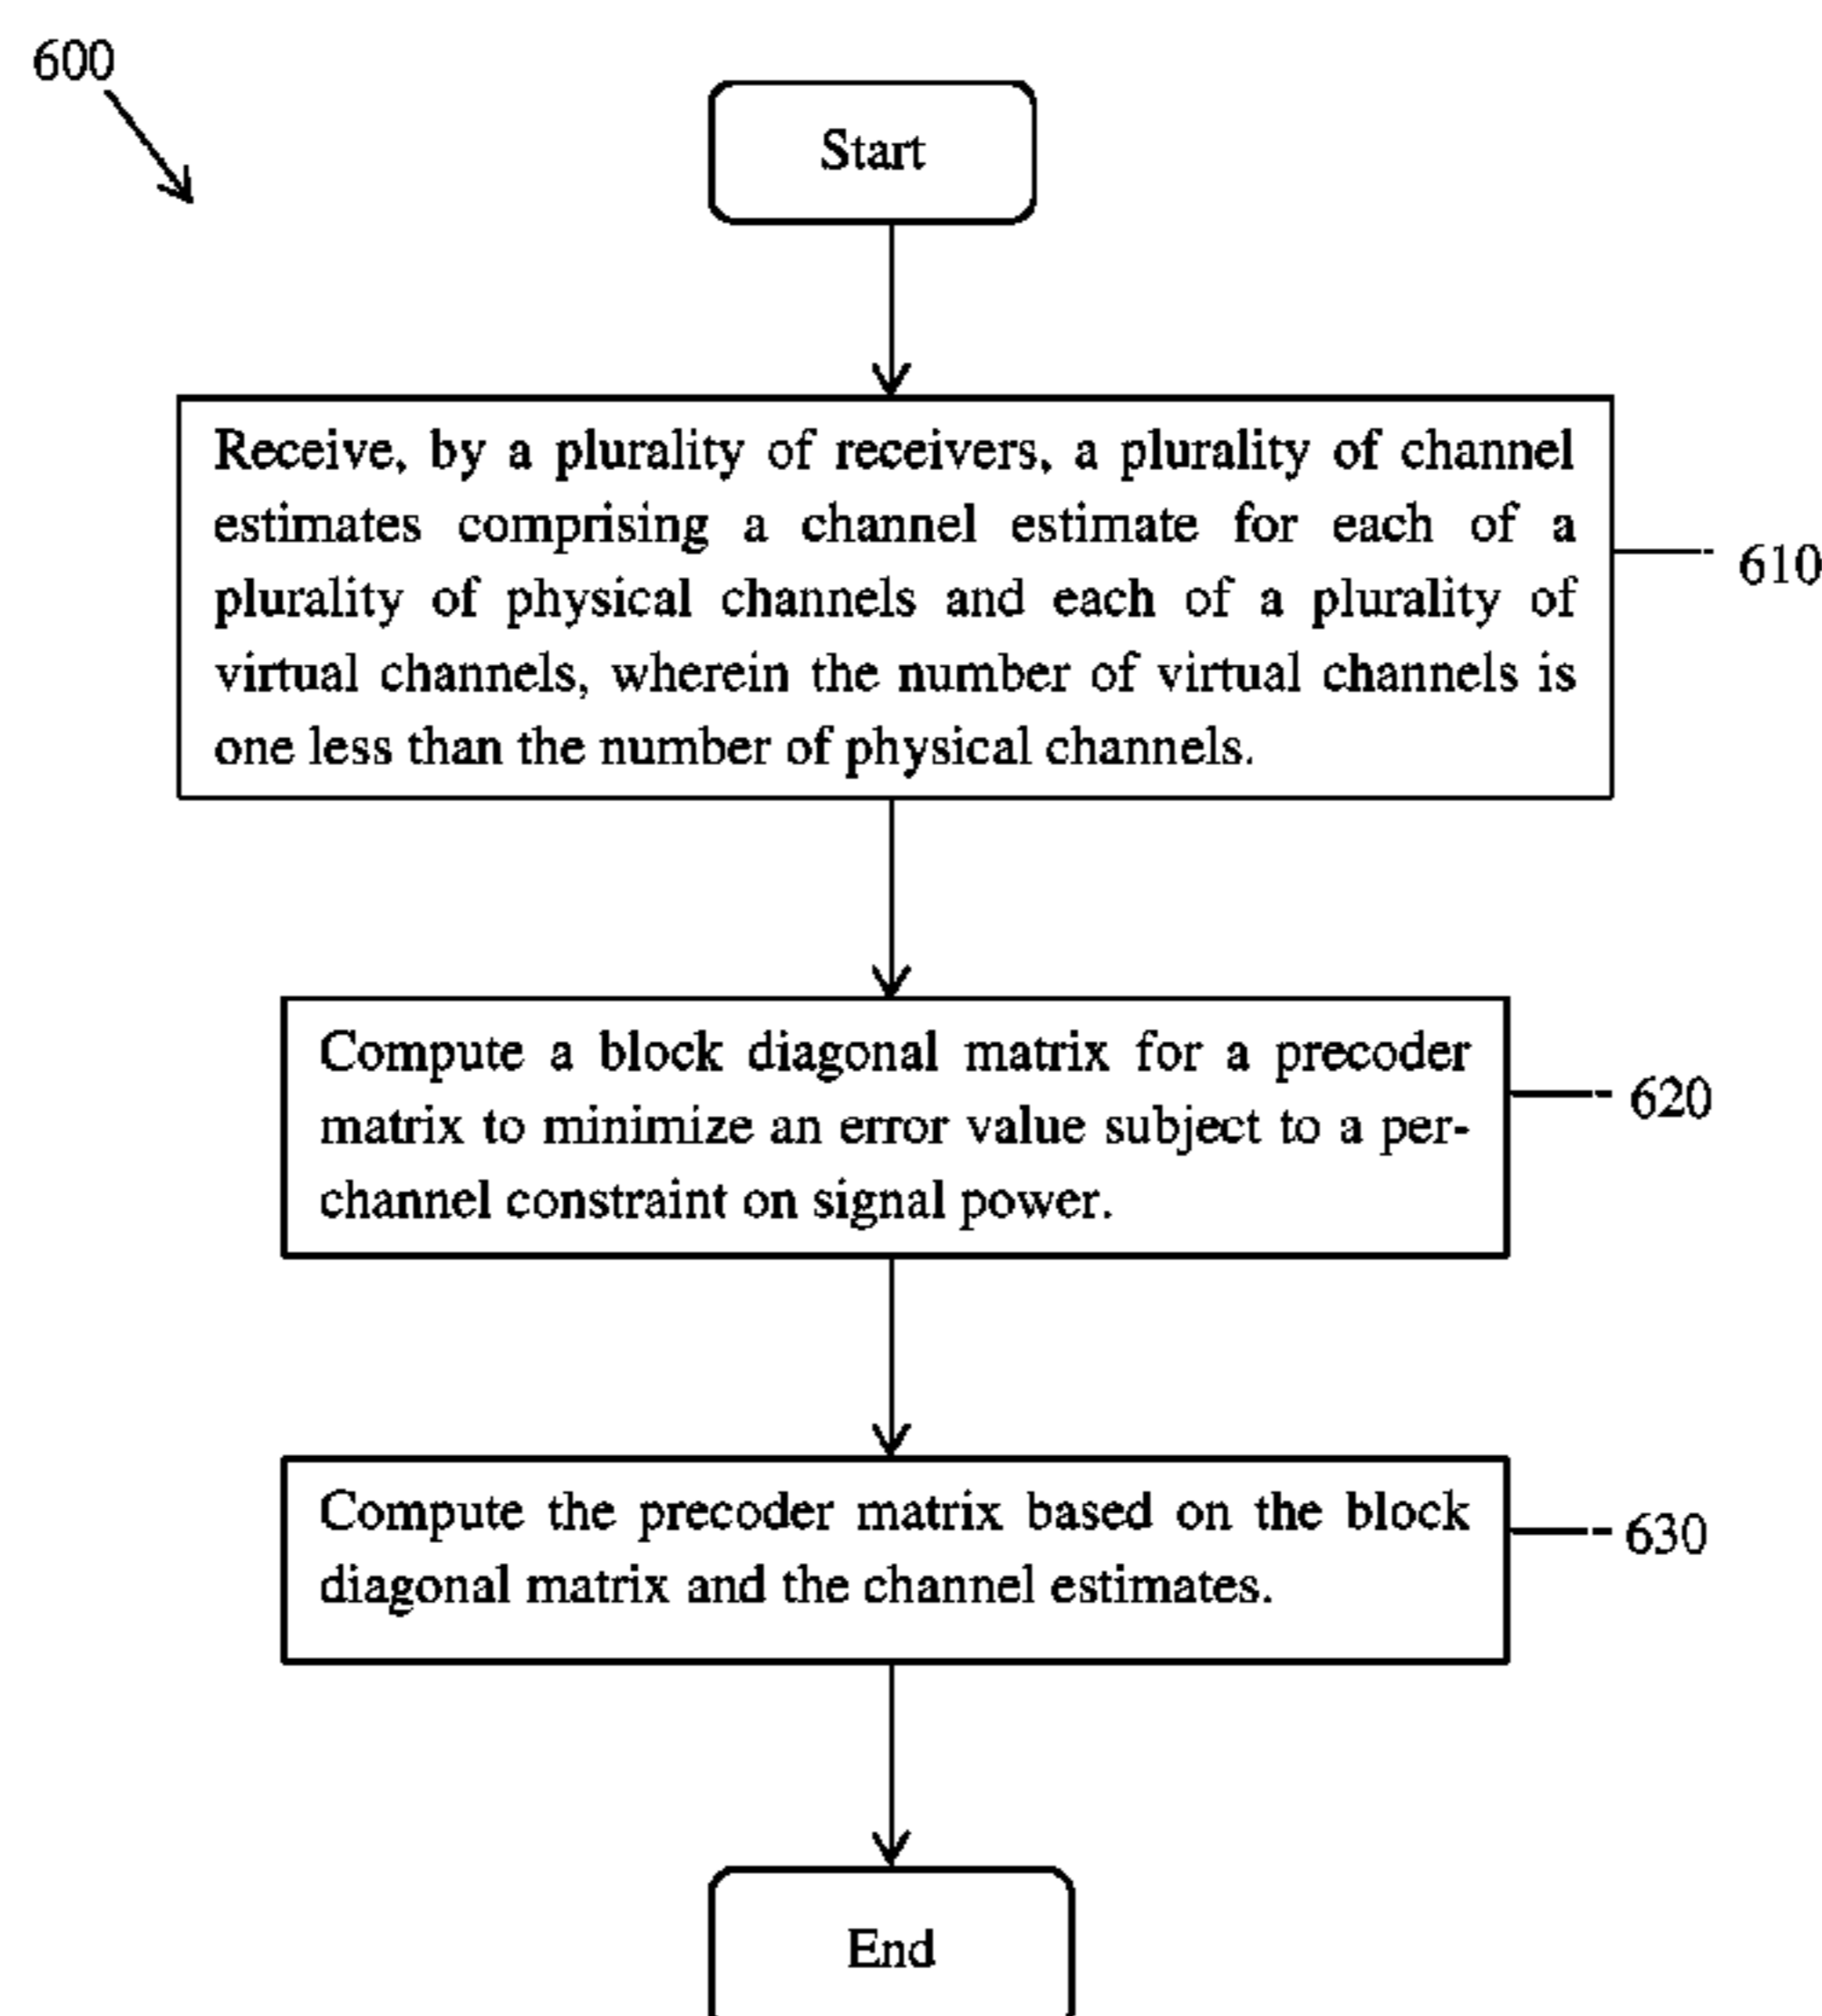 600
Start
Receive, by a plurality of receivers, a plurality of channel
estimates comprising a channel estimate for each of a
plurality of physical channels and each of a plurality of
virtual channels, wherein the number of virtual channels is
one less than the number of physical channels.
610
Compute a block diagonal matrix for a precoder
matrix to minimize an error value subject to a per-
channel constraint on signal power.
620
Compute the precoder matrix based on the block
diagonal matrix and the channel estimates.
630
End